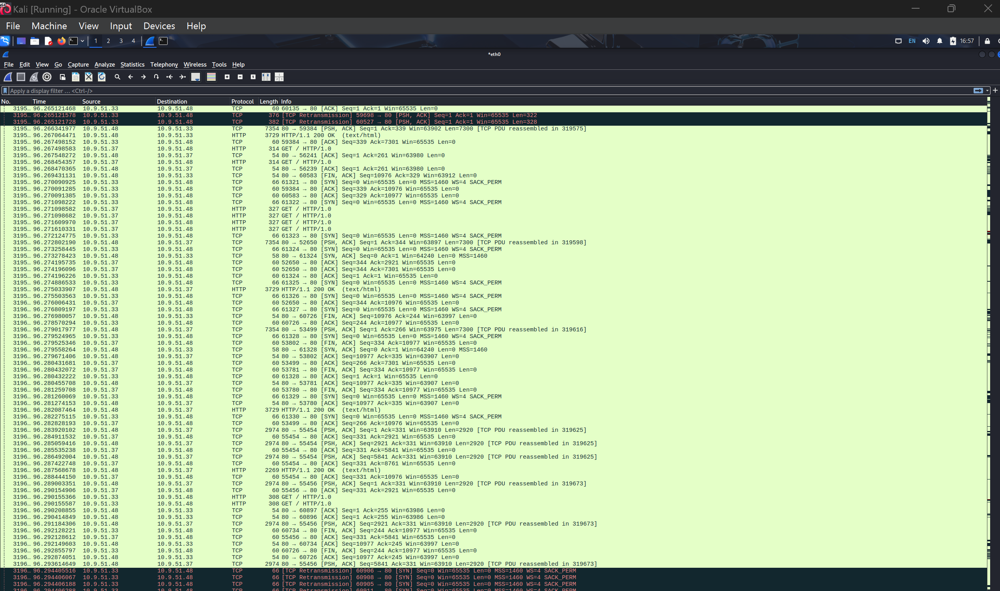 x64
Kali [Running] - Oracle VirtualBox
File Machine View Input Devices Help
1 2 3 4 EN 16:57
*eth0
File Edit View Go Capture Analyze Statistics Telephony Wireless Tools Help
Apply a display filter … <Ctrl-/>
No. Time Source Destination Protocol Length Info
3195… 96.265121468 10.9.51.33 10.9.51.48 TCP 60 60135 → 80 [ACK] Seq=1 Ack=1 Win=65535 Len=0
3195… 96.265121578 10.9.51.33 10.9.51.48 TCP 376 [TCP Retransmission] 59698 → 80 [PSH, ACK] Seq=1 Ack=1 Win=65535 Len=322
3195… 96.265121728 10.9.51.33 10.9.51.48 TCP 382 [TCP Retransmission] 60527 → 80 [PSH, ACK] Seq=1 Ack=1 Win=65535 Len=328
3195… 96.266341977 10.9.51.48 10.9.51.33 TCP 7354 80 → 59384 [PSH, ACK] Seq=1 Ack=339 Win=63902 Len=7300 [TCP PDU reassembled in 319575]
3195… 96.267064471 10.9.51.48 10.9.51.33 HTTP 3729 HTTP/1.1 200 OK (text/html)
3195… 96.267498152 10.9.51.33 10.9.51.48 TCP 60 59384 → 80 [ACK] Seq=339 Ack=7301 Win=65535 Len=0
3195… 96.267498583 10.9.51.37 10.9.51.48 HTTP 314 GET / HTTP/1.0
3195… 96.267548272 10.9.51.48 10.9.51.37 TCP 54 80 → 56241 [ACK] Seq=1 Ack=261 Win=63980 Len=0
3195… 96.268454357 10.9.51.37 10.9.51.48 HTTP 314 GET / HTTP/1.0
3195… 96.268470365 10.9.51.48 10.9.51.37 TCP 54 80 → 56239 [ACK] Seq=1 Ack=261 Win=63980 Len=0
3195… 96.269431131 10.9.51.48 10.9.51.33 TCP 54 80 → 60583 [FIN, ACK] Seq=10976 Ack=329 Win=63912 Len=0
3195… 96.270090925 10.9.51.33 10.9.51.48 TCP 66 61321 → 80 [SYN] Seq=0 Win=65535 Len=0 MSS=1460 WS=4 SACK_PERM
3195… 96.270091285 10.9.51.33 10.9.51.48 TCP 60 59384 → 80 [ACK] Seq=339 Ack=10976 Win=65535 Len=0
3195… 96.270091385 10.9.51.33 10.9.51.48 TCP 60 60583 → 80 [ACK] Seq=329 Ack=10977 Win=65535 Len=0
3195… 96.271098222 10.9.51.33 10.9.51.48 TCP 66 61322 → 80 [SYN] Seq=0 Win=65535 Len=0 MSS=1460 WS=4 SACK_PERM
3195… 96.271098582 10.9.51.37 10.9.51.48 HTTP 327 GET / HTTP/1.0
3195… 96.271098682 10.9.51.37 10.9.51.48 HTTP 327 GET / HTTP/1.0
3195… 96.271609970 10.9.51.37 10.9.51.48 HTTP 327 GET / HTTP/1.0
3195… 96.271610331 10.9.51.37 10.9.51.48 HTTP 327 GET / HTTP/1.0
3195… 96.272124775 10.9.51.33 10.9.51.48 TCP 66 61323 → 80 [SYN] Seq=0 Win=65535 Len=0 MSS=1460 WS=4 SACK_PERM
3195… 96.272802190 10.9.51.48 10.9.51.37 TCP 7354 80 → 52650 [PSH, ACK] Seq=1 Ack=344 Win=63897 Len=7300 [TCP PDU reassembled in 319598]
3195… 96.273258445 10.9.51.33 10.9.51.48 TCP 66 61324 → 80 [SYN] Seq=0 Win=65535 Len=0 MSS=1460 WS=4 SACK_PERM
3195… 96.273278423 10.9.51.48 10.9.51.33 TCP 58 80 → 61324 [SYN, ACK] Seq=0 Ack=1 Win=64240 Len=0 MSS=1460
3195… 96.274195735 10.9.51.37 10.9.51.48 TCP 60 52650 → 80 [ACK] Seq=344 Ack=2921 Win=65535 Len=0
3195… 96.274196096 10.9.51.37 10.9.51.48 TCP 60 52650 → 80 [ACK] Seq=344 Ack=7301 Win=65535 Len=0
3195… 96.274196226 10.9.51.33 10.9.51.48 TCP 60 61324 → 80 [ACK] Seq=1 Ack=1 Win=65535 Len=0
3195… 96.274886533 10.9.51.33 10.9.51.48 TCP 66 61325 → 80 [SYN] Seq=0 Win=65535 Len=0 MSS=1460 WS=4 SACK_PERM
3195… 96.275033907 10.9.51.48 10.9.51.37 HTTP 3729 HTTP/1.1 200 OK (text/html)
3195… 96.275503563 10.9.51.33 10.9.51.48 TCP 66 61326 → 80 [SYN] Seq=0 Win=65535 Len=0 MSS=1460 WS=4 SACK_PERM
3196… 96.276006431 10.9.51.37 10.9.51.48 TCP 60 52650 → 80 [ACK] Seq=344 Ack=10976 Win=65535 Len=0
3196… 96.276809197 10.9.51.33 10.9.51.48 TCP 66 61327 → 80 [SYN] Seq=0 Win=65535 Len=0 MSS=1460 WS=4 SACK_PERM
3196… 96.276980057 10.9.51.48 10.9.51.33 TCP 54 80 → 60726 [FIN, ACK] Seq=10976 Ack=244 Win=63997 Len=0
3196… 96.278570294 10.9.51.33 10.9.51.48 TCP 60 60726 → 80 [ACK] Seq=244 Ack=10977 Win=65535 Len=0
3196… 96.279017977 10.9.51.48 10.9.51.37 TCP 7354 80 → 53499 [PSH, ACK] Seq=1 Ack=266 Win=63975 Len=7300 [TCP PDU reassembled in 319616]
3196… 96.279524965 10.9.51.33 10.9.51.48 TCP 66 61328 → 80 [SYN] Seq=0 Win=65535 Len=0 MSS=1460 WS=4 SACK_PERM
3196… 96.279525346 10.9.51.37 10.9.51.48 TCP 60 53802 → 80 [FIN, ACK] Seq=334 Ack=10977 Win=65535 Len=0
3196… 96.279558264 10.9.51.48 10.9.51.33 TCP 58 80 → 61328 [SYN, ACK] Seq=0 Ack=1 Win=64240 Len=0 MSS=1460
3196… 96.279671406 10.9.51.48 10.9.51.37 TCP 54 80 → 53802 [ACK] Seq=10977 Ack=335 Win=63907 Len=0
3196… 96.280431681 10.9.51.37 10.9.51.48 TCP 60 53499 → 80 [ACK] Seq=266 Ack=7301 Win=65535 Len=0
3196… 96.280432072 10.9.51.37 10.9.51.48 TCP 60 53781 → 80 [FIN, ACK] Seq=334 Ack=10977 Win=65535 Len=0
3196… 96.280432222 10.9.51.33 10.9.51.48 TCP 60 61328 → 80 [ACK] Seq=1 Ack=1 Win=65535 Len=0
3196… 96.280455708 10.9.51.48 10.9.51.37 TCP 54 80 → 53781 [ACK] Seq=10977 Ack=335 Win=63907 Len=0
3196… 96.281259708 10.9.51.37 10.9.51.48 TCP 60 53780 → 80 [FIN, ACK] Seq=334 Ack=10977 Win=65535 Len=0
3196… 96.281260069 10.9.51.33 10.9.51.48 TCP 66 61329 → 80 [SYN] Seq=0 Win=65535 Len=0 MSS=1460 WS=4 SACK_PERM
3196… 96.281274153 10.9.51.48 10.9.51.37 TCP 54 80 → 53780 [ACK] Seq=10977 Ack=335 Win=63907 Len=0
3196… 96.282087464 10.9.51.48 10.9.51.37 HTTP 3729 HTTP/1.1 200 OK (text/html)
3196… 96.282275115 10.9.51.33 10.9.51.48 TCP 66 61330 → 80 [SYN] Seq=0 Win=65535 Len=0 MSS=1460 WS=4 SACK_PERM
3196… 96.282828193 10.9.51.37 10.9.51.48 TCP 60 53499 → 80 [ACK] Seq=266 Ack=10976 Win=65535 Len=0
3196… 96.283920102 10.9.51.48 10.9.51.37 TCP 2974 80 → 55454 [PSH, ACK] Seq=1 Ack=331 Win=63910 Len=2920 [TCP PDU reassembled in 319625]
3196… 96.284911532 10.9.51.37 10.9.51.48 TCP 60 55454 → 80 [ACK] Seq=331 Ack=2921 Win=65535 Len=0
3196… 96.285059416 10.9.51.48 10.9.51.37 TCP 2974 80 → 55454 [PSH, ACK] Seq=2921 Ack=331 Win=63910 Len=2920 [TCP PDU reassembled in 319625]
3196… 96.285535238 10.9.51.37 10.9.51.48 TCP 60 55454 → 80 [ACK] Seq=331 Ack=5841 Win=65535 Len=0
3196… 96.286492004 10.9.51.48 10.9.51.37 TCP 2974 80 → 55454 [PSH, ACK] Seq=5841 Ack=331 Win=63910 Len=2920 [TCP PDU reassembled in 319625]
3196… 96.287422748 10.9.51.37 10.9.51.48 TCP 60 55454 → 80 [ACK] Seq=331 Ack=8761 Win=65535 Len=0
3196… 96.287568678 10.9.51.48 10.9.51.37 HTTP 2269 HTTP/1.1 200 OK (text/html)
3196… 96.288444150 10.9.51.37 10.9.51.48 TCP 60 55454 → 80 [ACK] Seq=331 Ack=10976 Win=65535 Len=0
3196… 96.289003351 10.9.51.48 10.9.51.37 TCP 2974 80 → 55456 [PSH, ACK] Seq=1 Ack=331 Win=63910 Len=2920 [TCP PDU reassembled in 319673]
3196… 96.290154906 10.9.51.37 10.9.51.48 TCP 60 55456 → 80 [ACK] Seq=331 Ack=2921 Win=65535 Len=0
3196… 96.290155366 10.9.51.33 10.9.51.48 HTTP 308 GET / HTTP/1.0
3196… 96.290155587 10.9.51.33 10.9.51.48 HTTP 308 GET / HTTP/1.0
3196… 96.290208855 10.9.51.48 10.9.51.33 TCP 54 80 → 60897 [ACK] Seq=1 Ack=255 Win=63986 Len=0
3196… 96.290414849 10.9.51.48 10.9.51.33 TCP 54 80 → 60896 [ACK] Seq=1 Ack=255 Win=63986 Len=0
3196… 96.291184306 10.9.51.48 10.9.51.37 TCP 2974 80 → 55456 [PSH, ACK] Seq=2921 Ack=331 Win=63910 Len=2920 [TCP PDU reassembled in 319673]
3196… 96.292128221 10.9.51.33 10.9.51.48 TCP 60 60734 → 80 [FIN, ACK] Seq=244 Ack=10977 Win=65535 Len=0
3196… 96.292128612 10.9.51.37 10.9.51.48 TCP 60 55456 → 80 [ACK] Seq=331 Ack=5841 Win=65535 Len=0
3196… 96.292149603 10.9.51.48 10.9.51.33 TCP 54 80 → 60734 [ACK] Seq=10977 Ack=245 Win=63997 Len=0
3196… 96.292855797 10.9.51.33 10.9.51.48 TCP 60 60726 → 80 [FIN, ACK] Seq=244 Ack=10977 Win=65535 Len=0
3196… 96.292874051 10.9.51.48 10.9.51.33 TCP 54 80 → 60726 [ACK] Seq=10977 Ack=245 Win=63997 Len=0
3196… 96.293614649 10.9.51.48 10.9.51.37 TCP 2974 80 → 55456 [PSH, ACK] Seq=5841 Ack=331 Win=63910 Len=2920 [TCP PDU reassembled in 319673]
3196… 96.294405516 10.9.51.33 10.9.51.48 TCP 66 [TCP Retransmission] 60906 → 80 [SYN] Seq=0 Win=65535 Len=0 MSS=1460 WS=4 SACK_PERM
3196… 96.294406067 10.9.51.33 10.9.51.48 TCP 66 [TCP Retransmission] 60908 → 80 [SYN] Seq=0 Win=65535 Len=0 MSS=1460 WS=4 SACK_PERM
3196… 96.294406188 10.9.51.33 10.9.51.48 TCP 66 [TCP Retransmission] 60905 → 80 [SYN] Seq=0 Win=65535 Len=0 MSS=1460 WS=4 SACK_PERM
3196… 96.294406288 10.9.51.33 10.9.51.48 TCP 66 [TCP Retransmission] 60911 → 80 [SYN] Seq=0 Win=65535 Len=0 MSS=1460 WS=4 SACK_PERM